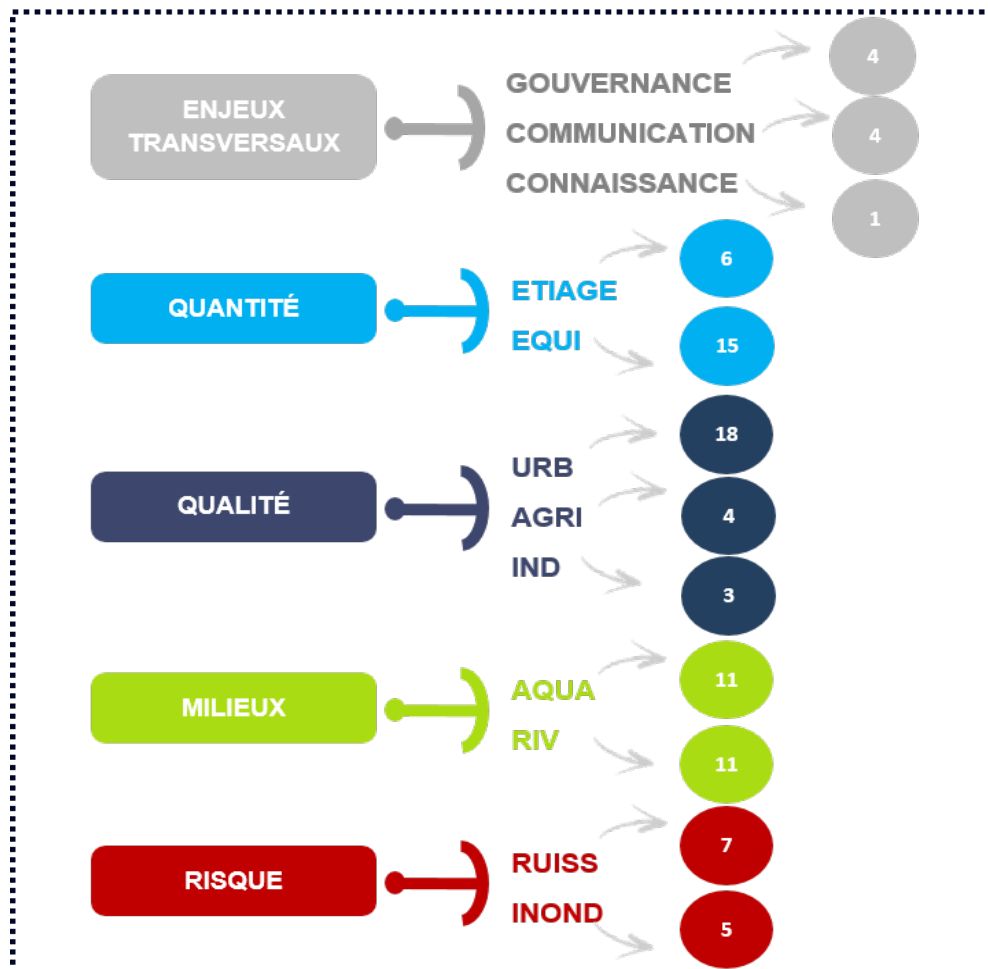 ENJEUX
TRANSVERSAUX
GOUVERNANCE
4
COMMUNICATION
4
CONNAISSANCE
1
QUANTITÉ
ETIAGE
6
EQUI
15
QUALITÉ
URB
18
AGRI
4
IND
3
MILIEUX
AQUA
11
RIV
11
RISQUE
RUISS
7
INOND
5